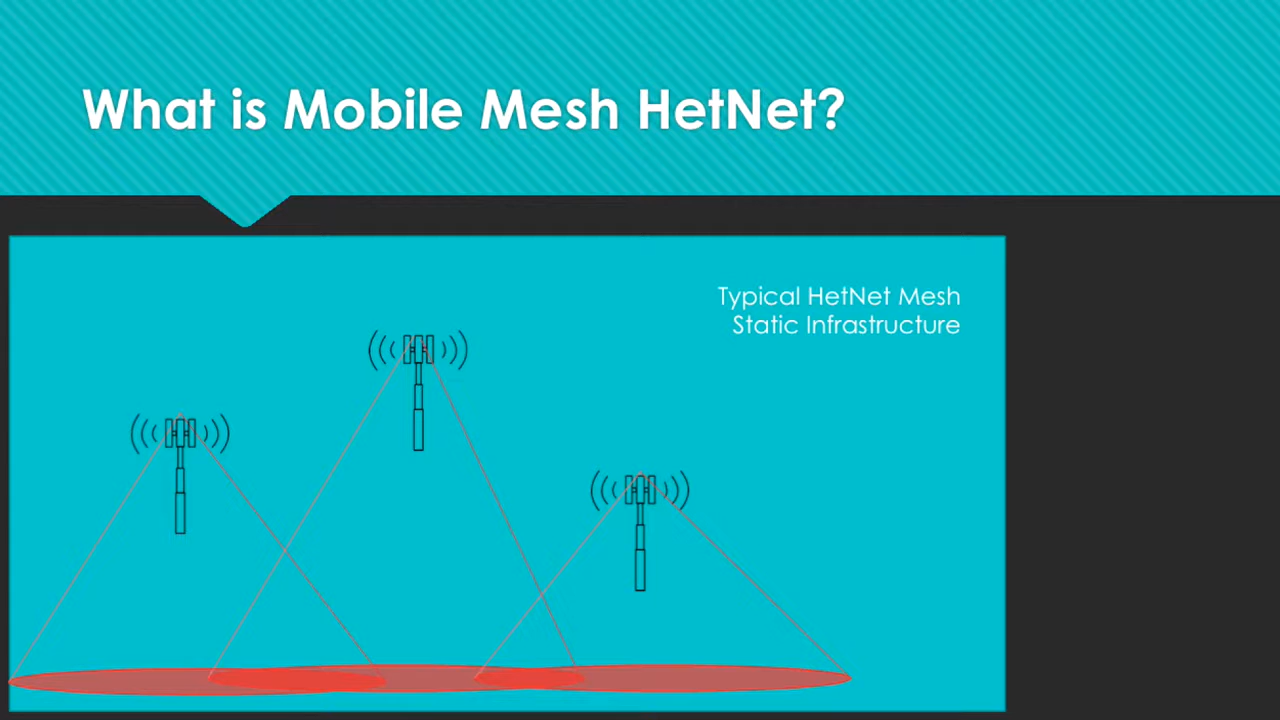 What is Mobile Mesh HetNet?
Typical HetNet Mesh
Static Infrastructure